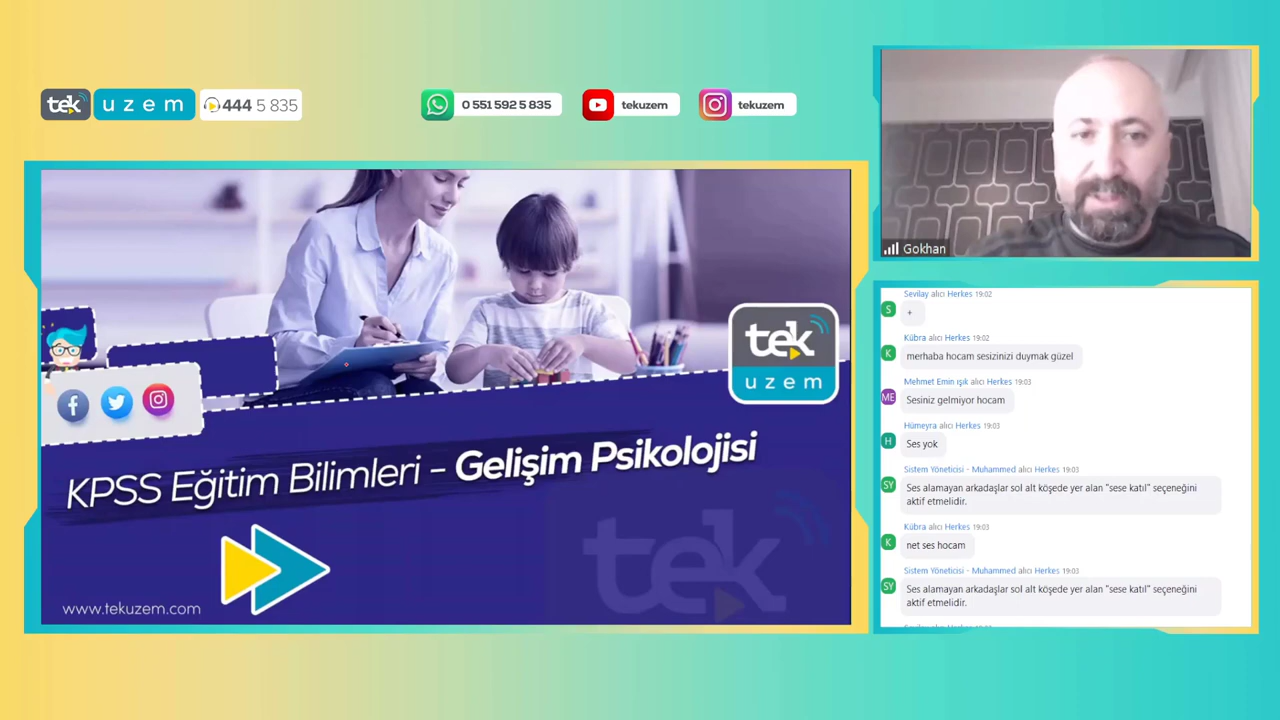 tek uzem 444 5 835
0 551 592 5 835
tekuzem
tekuzem
tek
uzem
KPSS Eğitim Bilimleri - Gelişim Psikolojisi
tek
www.tekuzem.com
Gokhan
Sevilay alıcı Herkes 19:02
S
+
Kübra alıcı Herkes 19:02
K
merhaba hocam sesizinizi duymak güzel
Mehmet Emin ışık alıcı Herkes 19:03
ME
Sesiniz gelmiyor hocam
Hümeyra alıcı Herkes 19:03
H
Ses yok
Sistem Yöneticisi - Muhammed alıcı Herkes 19:03
SY
Ses alamayan arkadaşlar sol alt köşede yer alan "sese katıl" seçeneğini
aktif etmelidir.
Kübra alıcı Herkes 19:03
K
net ses hocam
Sistem Yöneticisi - Muhammed alıcı Herkes 19:03
SY
Ses alamayan arkadaşlar sol alt köşede yer alan "sese katıl" seçeneğini
aktif etmelidir.